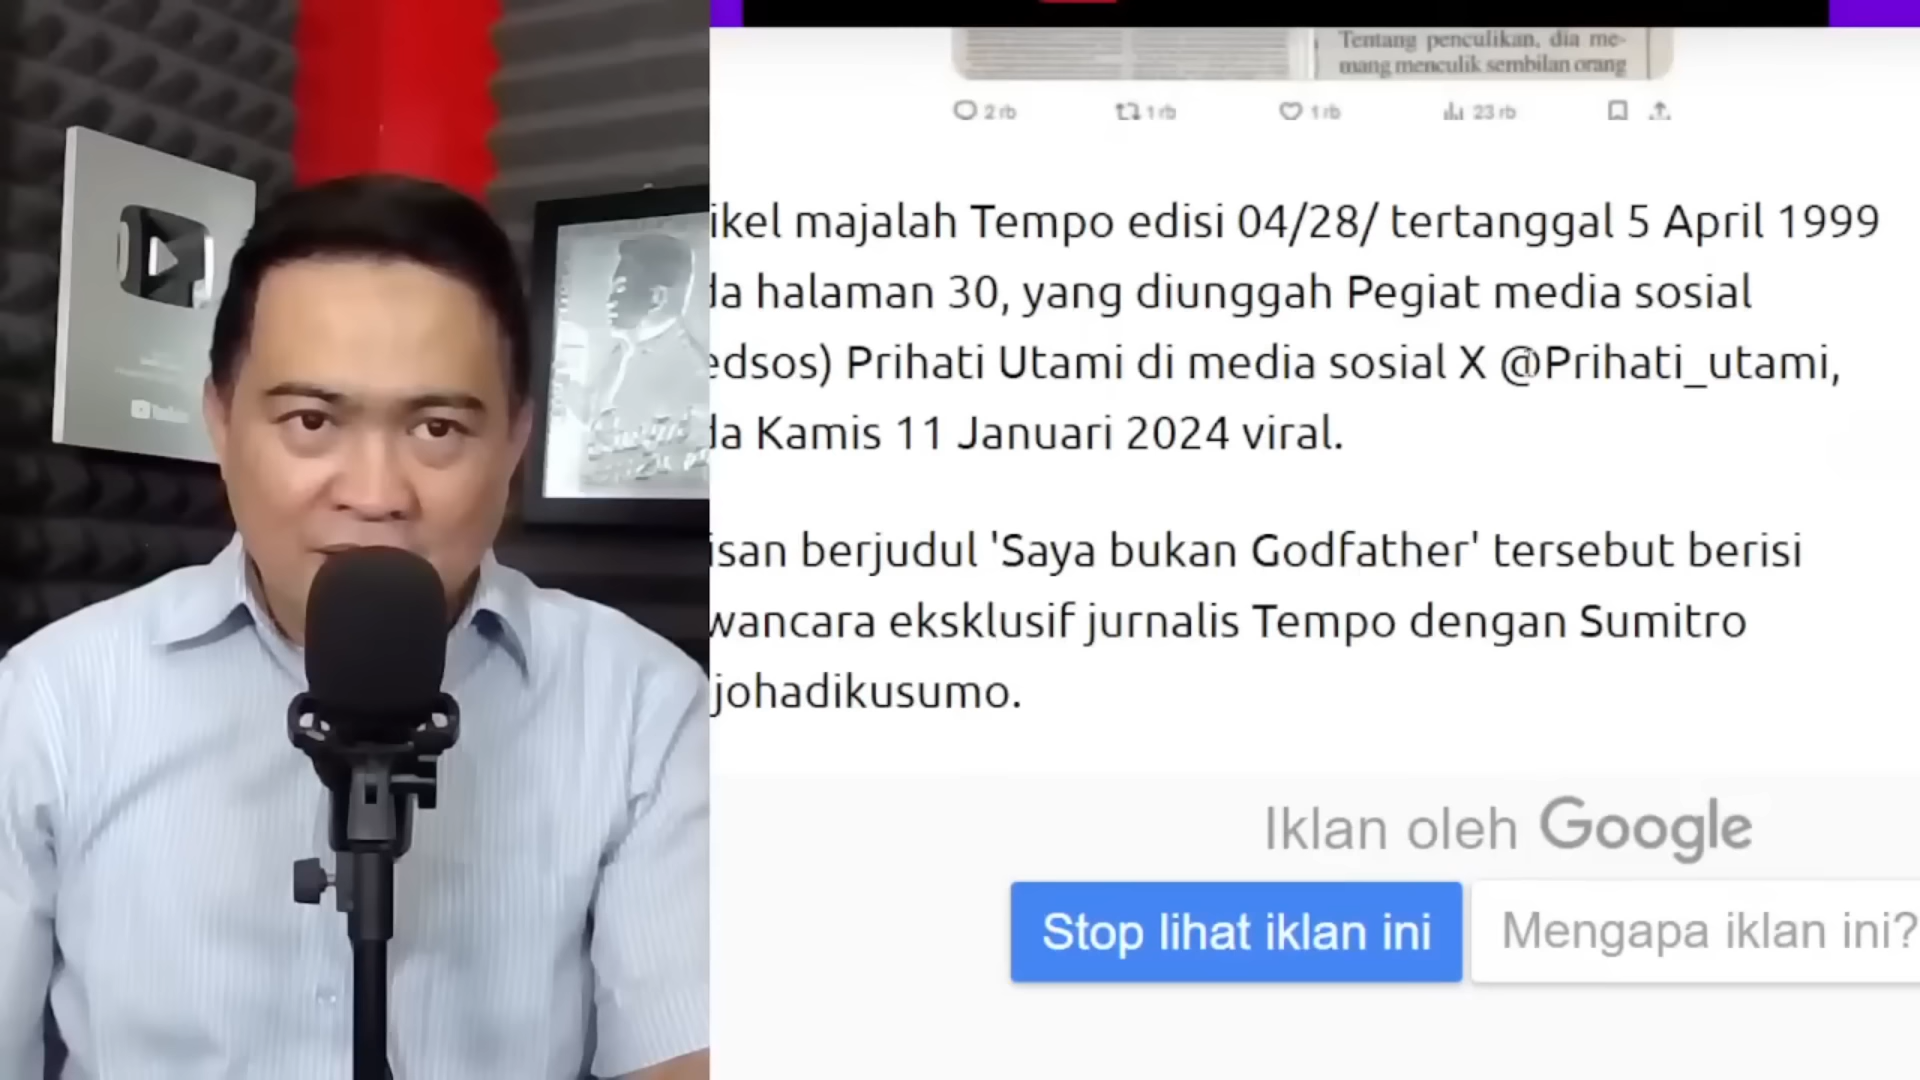 Tentang penculikan, dia me-
mang menculik sembilan orang
2 rb 1 rb 1 rb 23 rb
ikel majalah Tempo edisi 04/28/ tertanggal 5 April 1999
da halaman 30, yang diunggah Pegiat media sosial
edsos) Prihati Utami di media sosial X @Prihati_utami,
da Kamis 11 Januari 2024 viral.
isan berjudul 'Saya bukan Godfather' tersebut berisi
wancara eksklusif jurnalis Tempo dengan Sumitro
johadikusumo.
Iklan oleh Google
Stop lihat iklan ini
Mengapa iklan ini?
YouTube